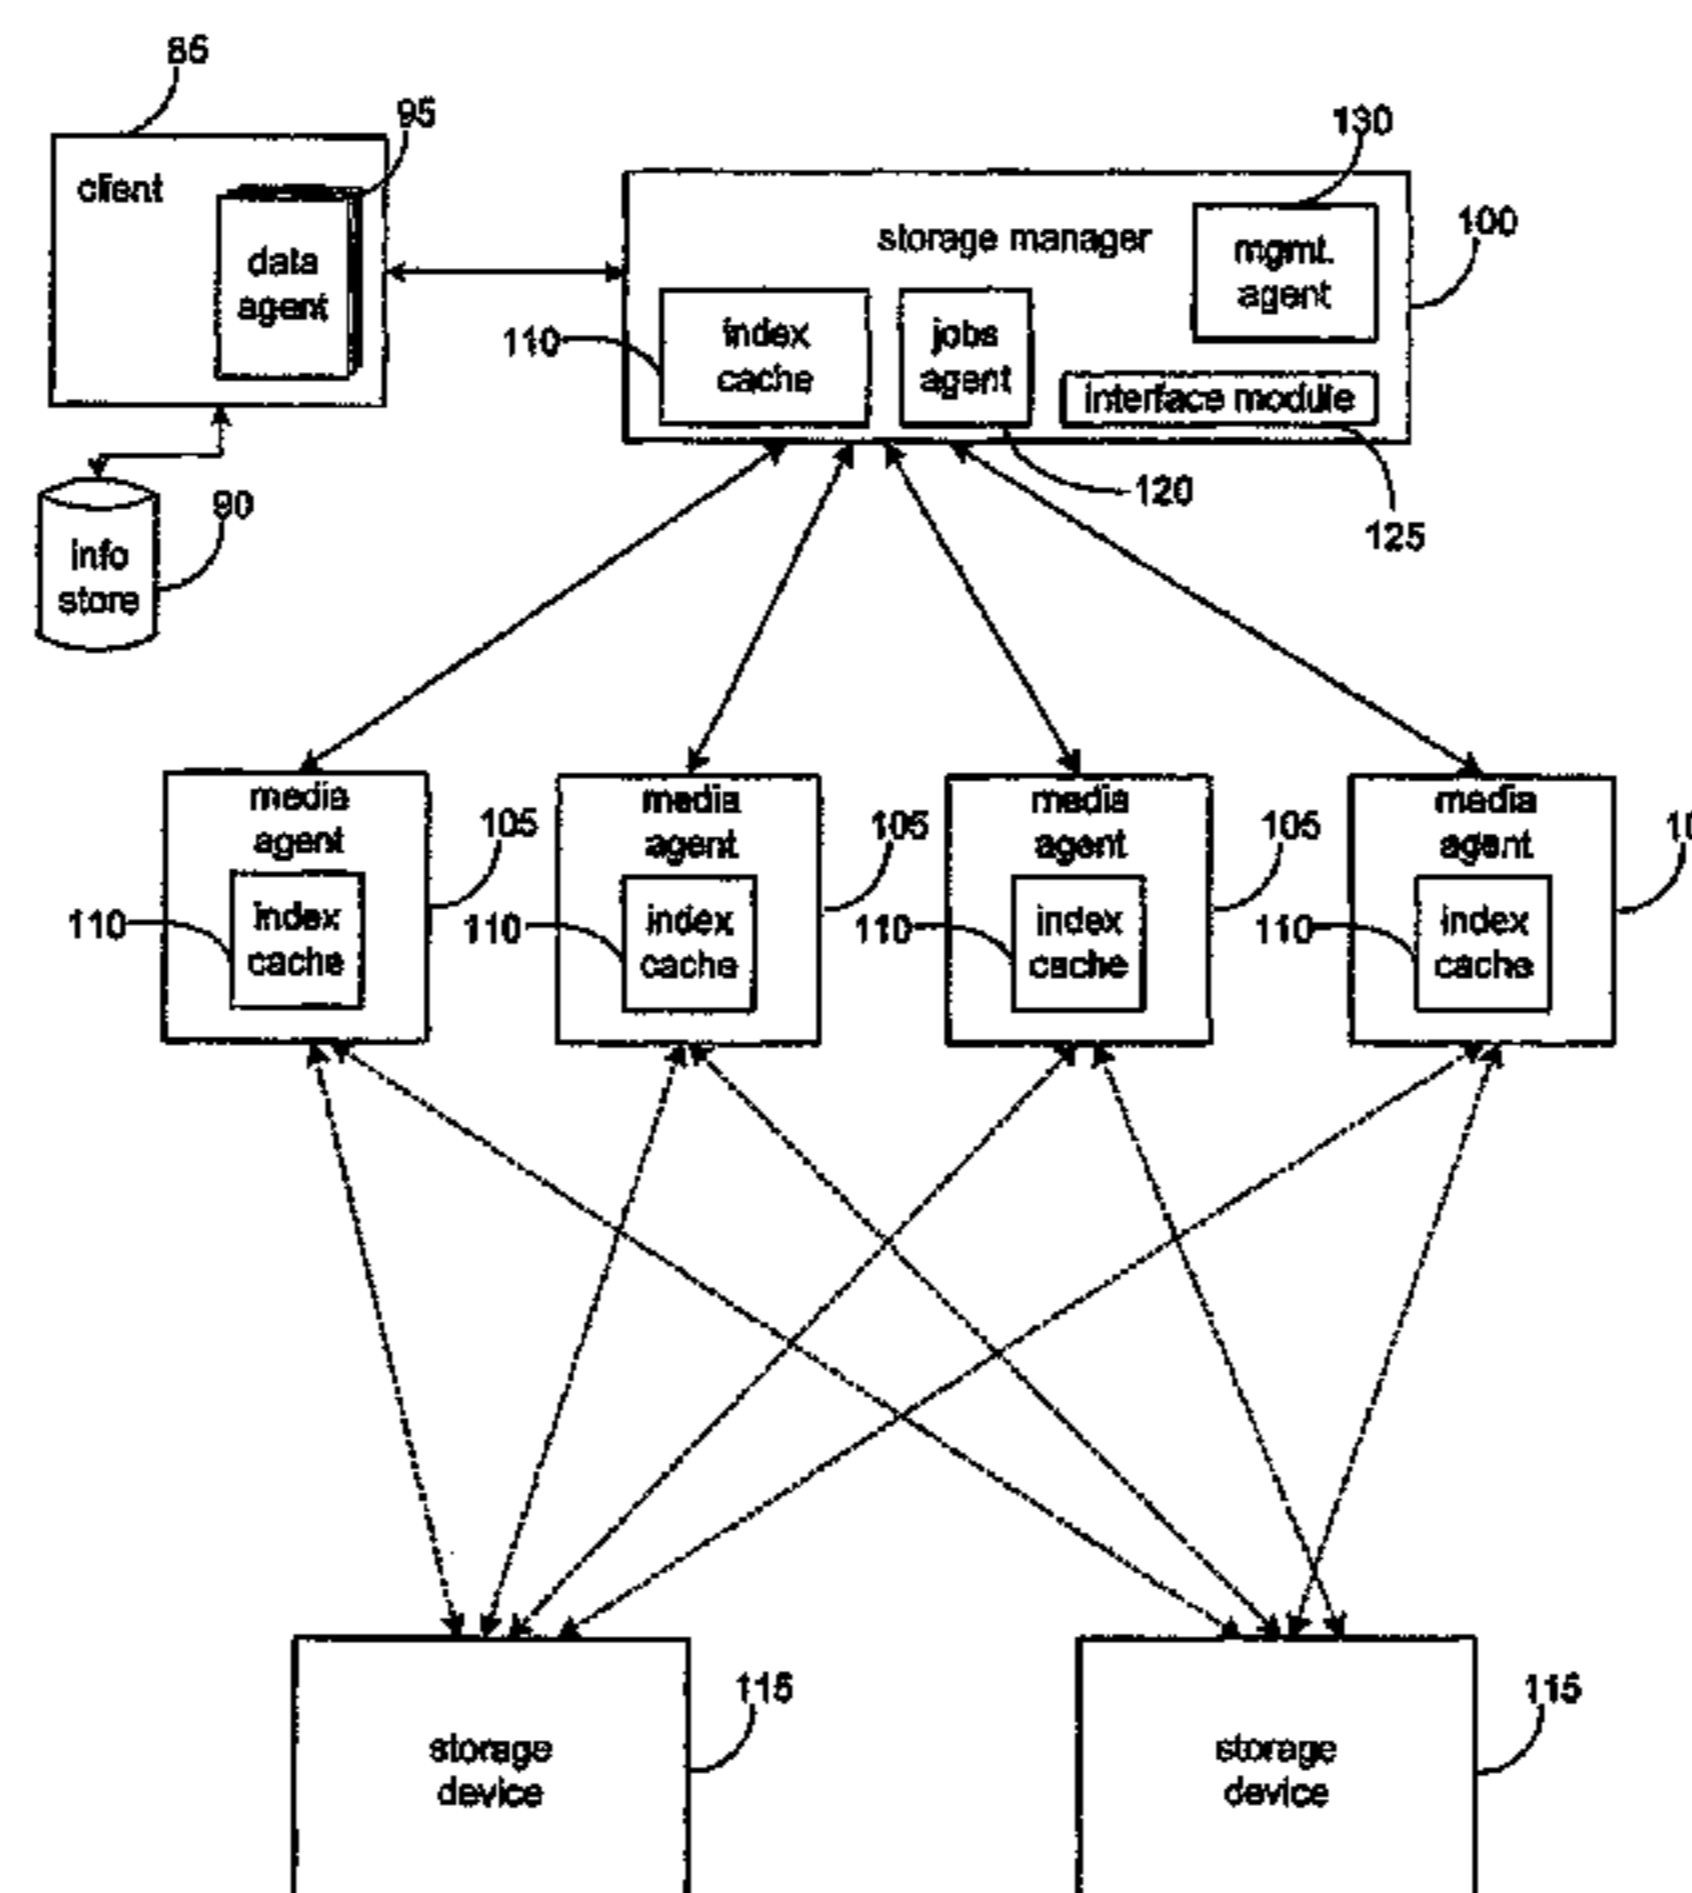 85
95
client
data
agent
130
100
storage manager
mgmt.
agent
110
index
cache
jobs
agent
interface module
120
125
90
info
store
media
agent
105
110
index
cache
media
agent
105
110
index
cache
media
agent
105
110
index
cache
media
agent
10
110
index
cache
storage
device
115
storage
device
115